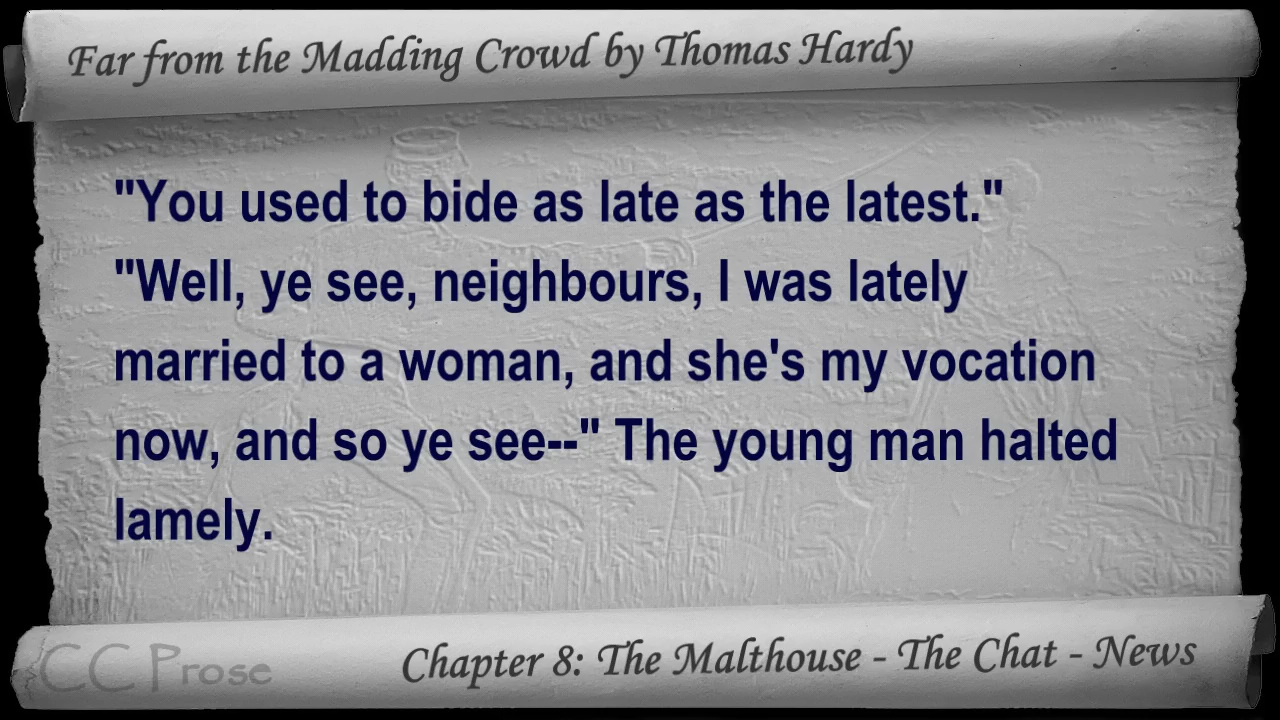 Far from the Madding Crowd by Thomas Hardy
"You used to bide as late as the latest."
"Well, ye see, neighbours, I was lately
married to a woman, and she's my vocation
now, and so ye see--" The young man halted
lamely.
CC Prose
Chapter 8: The Malthouse - The Chat - News